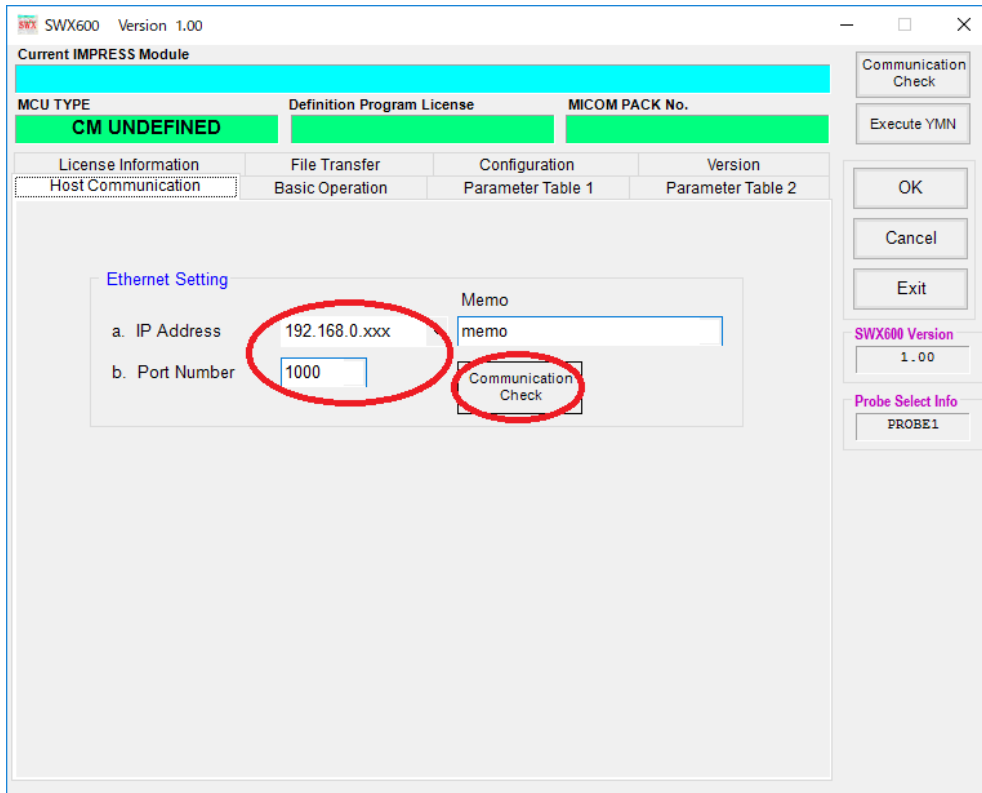 SWX SWX600 Version 1.00
Current IMPRESS Module
Communication Check
MCU TYPE Definition Program License MICOM PACK No.
CM UNDEFINED
Execute YMN
License Information File Transfer Configuration Version
Host Communication Basic Operation Parameter Table 1 Parameter Table 2
OK
Cancel
Exit
Ethernet Setting
Memo
a. IP Address 192.168.0.xxx memo
b. Port Number 1000
Communication
Check
SWX600 Version
1.00
Probe Select Info
PROBE1